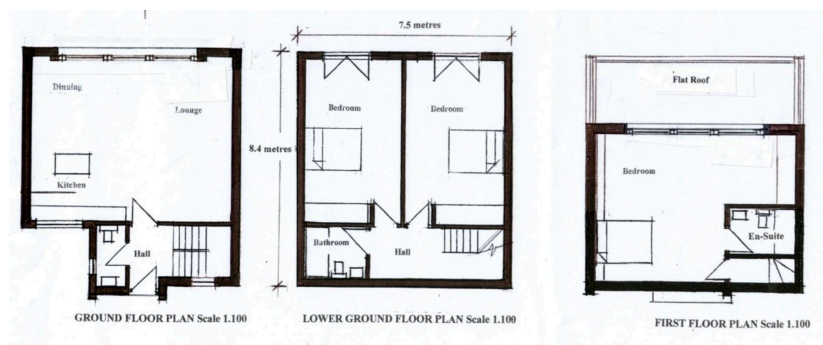 7.5 metres
Dinning
Lounge
Kitchen
Hall
GROUND FLOOR PLAN Scale 1.100
8.4 metres
Bedroom
Bedroom
Bathroom
Hall
LOWER GROUND FLOOR PLAN Scale 1.100
Flat Roof
Bedroom
En-Suite
FIRST FLOOR PLAN Scale 1.100